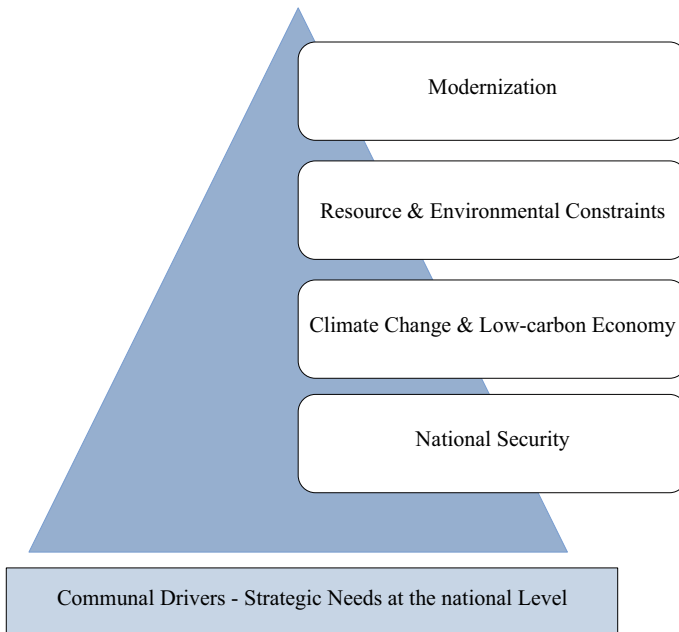 Modernization
Resource & Environmental Constraints
Climate Change & Low-carbon Economy
National Security
Communal Drivers - Strategic Needs at the national Level